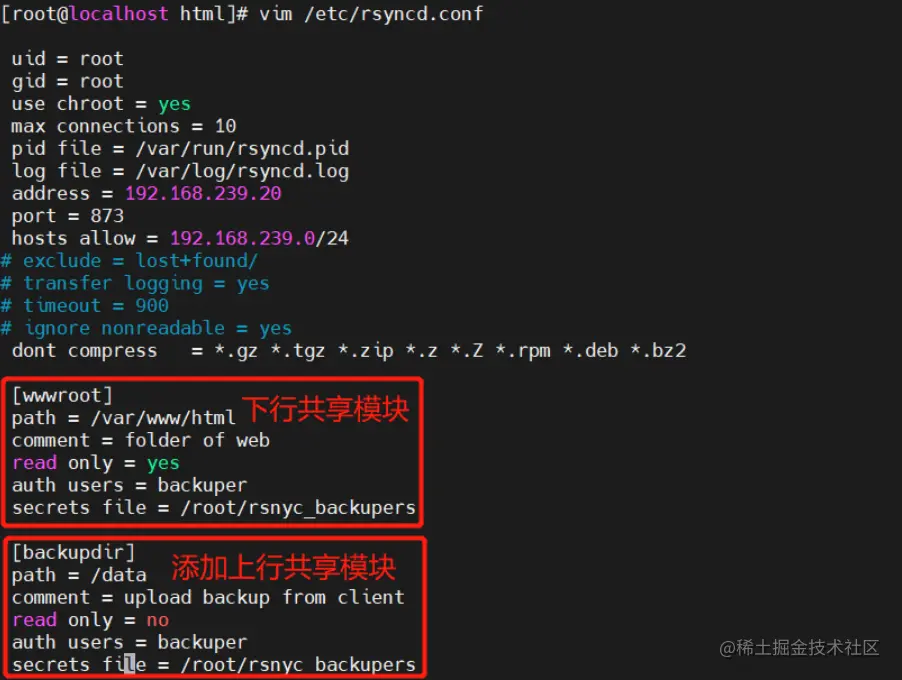 [root@localhost html]# vim /etc/rsyncd.conf
uid = root
gid = root
use chroot = yes
max connections = 10
pid file = /var/run/rsyncd.pid
log file = /var/log/rsyncd.log
address = 192.168.239.20
port = 873
hosts allow = 192.168.239.0/24
# exclude = lost+found/
# transfer logging = yes
# timeout = 900
# ignore nonreadable = yes
dont compress   = *.gz *.tgz *.zip *.z *.Z *.rpm *.deb *.bz2
[wwwroot]
下行共享模块
path = /var/www/html
comment = folder of web
read only = yes
auth users = backuper
secrets file = /root/rsnyc_backupers
[backupdir]
添加上行共享模块
path = /data
comment = upload backup from client
read only = no
auth users = backuper
secrets file = /root/rsnyc_backupers
@稀土掘金技术社区